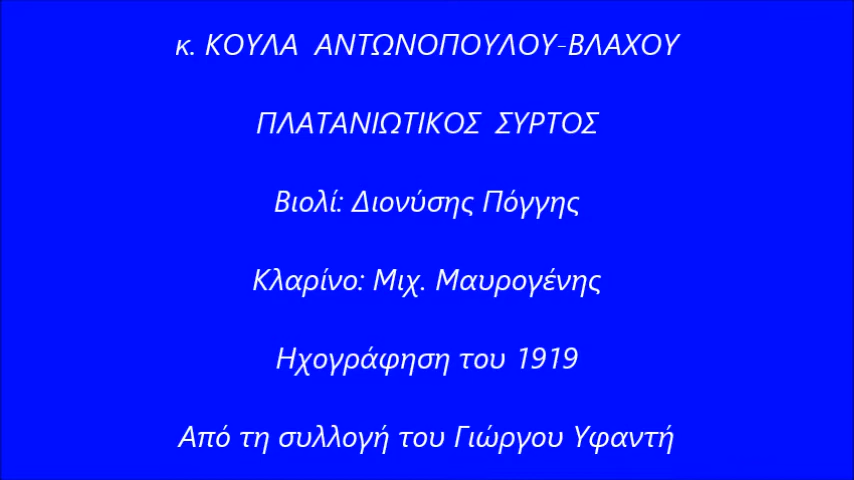 κ. ΚΟΥΛΑ ΑΝΤΩΝΟΠΟΥΛΟΥ-ΒΛΑΧΟΥ
ΠΛΑΤΑΝΙΩΤΙΚΟΣ ΣΥΡΤΟΣ
Βιολί: Διονύσης Πόγγης
Κλαρίνο: Μιχ. Μαυρογένης
Ηχογράφηση του 1919
Από τη συλλογή του Γιώργου Υφαντή